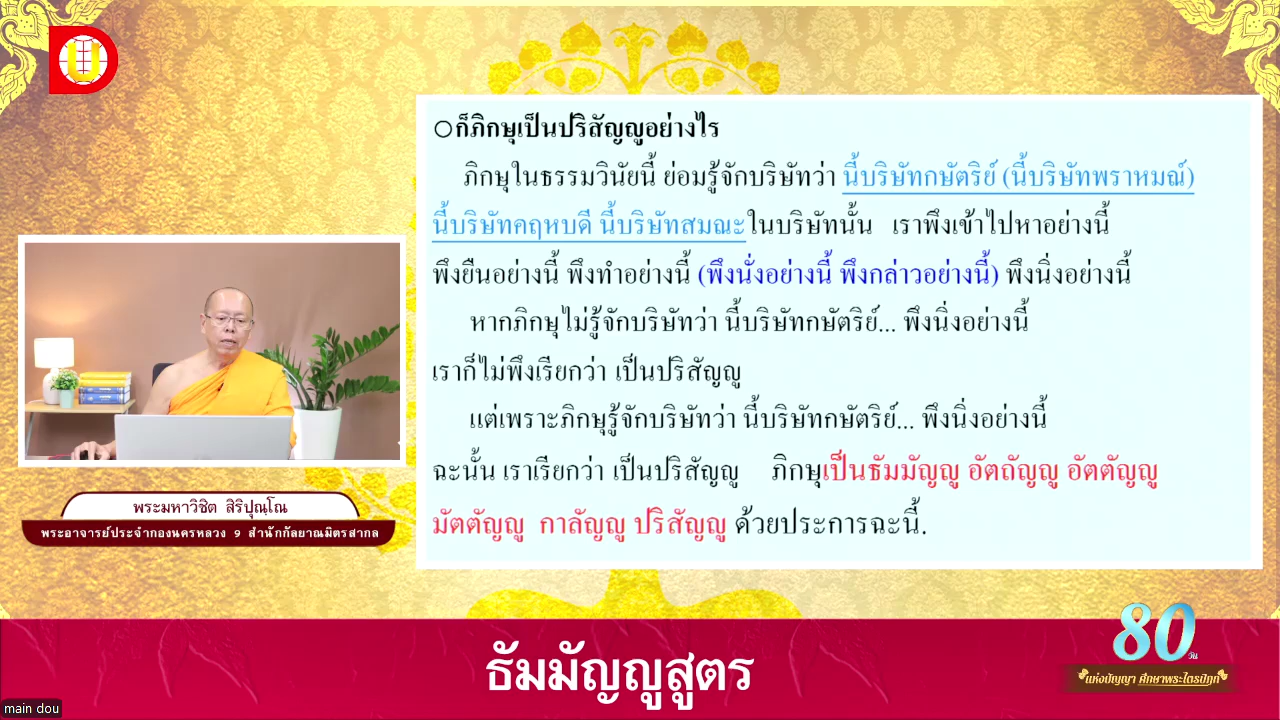 ○ก็ภิกษุเป็นปริสัญญูอย่างไร
ภิกษุในธรรมวินัยนี้ ย่อมรู้จักบริษัทว่า นี้บริษัทกษัตริย์ (นี้บริษัทพราหมณ์)
นี้บริษัทคฤหบดี นี้บริษัทสมณะในบริษัทนั้น เราพึงเข้าไปหาอย่างนี้
พึงยืนอย่างนี้ พึงทำอย่างนี้ (พึงนั่งอย่างนี้ พึงกล่าวอย่างนี้) พึงนิ่งอย่างนี้
หากภิกษุไม่รู้จักบริษัทว่า นี้บริษัทกษัตริย์... พึงนิ่งอย่างนี้
เราก็ไม่พึงเรียกว่า เป็นปริสัญญู
แต่เพราะภิกษุรู้จักบริษัทว่า นี้บริษัทกษัตริย์... พึงนิ่งอย่างนี้
ฉะนั้น เราเรียกว่า เป็นปริสัญญู ภิกษุเป็นธัมมัญญู อัตถัญญู อัตตัญญู
มัตตัญญู กาลัญญู ปริสัญญู ด้วยประการฉะนี้.
พระมหาวิชิต สิริปุณฺโณ
พระอาจารย์ประจำกองนครหลวง 9 สำนักกัลยาณมิตรสากล
ธัมมัญญูสูตร
80 วัน
แห่งปัญญา ศึกษาพระไตรปิฎก
main dou